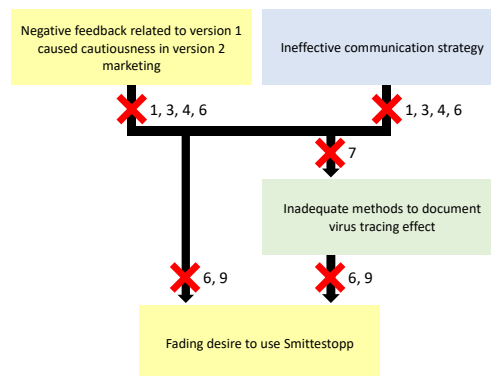 Negative feedback related to version 1
caused cautiousness in version 2
marketing
Ineffective communication strategy
1, 3, 4, 6
1, 3, 4, 6
7
Inadequate methods to document
virus tracing effect
6, 9
6, 9
Fading desire to use Smittestopp